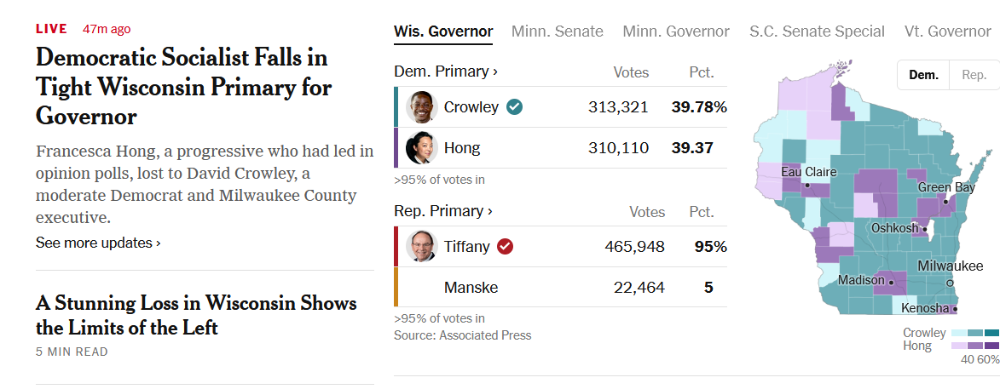 LIVE 47m ago
Democratic Socialist Falls in
Tight Wisconsin Primary for
Governor
Francesca Hong, a progressive who had led in
opinion polls, lost to David Crowley, a
moderate Democrat and Milwaukee County
executive.
See more updates ›
A Stunning Loss in Wisconsin Shows
the Limits of the Left
5 MIN READ
Wis. Governor Minn. Senate Minn. Governor S.C. Senate Special Vt. Governor
Dem. Primary › Votes Pct.
Crowley 313,321 39.78%
Hong 310,110 39.37
>95% of votes in
Rep. Primary › Votes Pct.
Tiffany 465,948 95%
Manske 22,464 5
>95% of votes in
Source: Associated Press
Dem. Rep.
Eau Claire
Green Bay
Oshkosh
Milwaukee
Madison
Kenosha
Crowley
Hong
40 60%